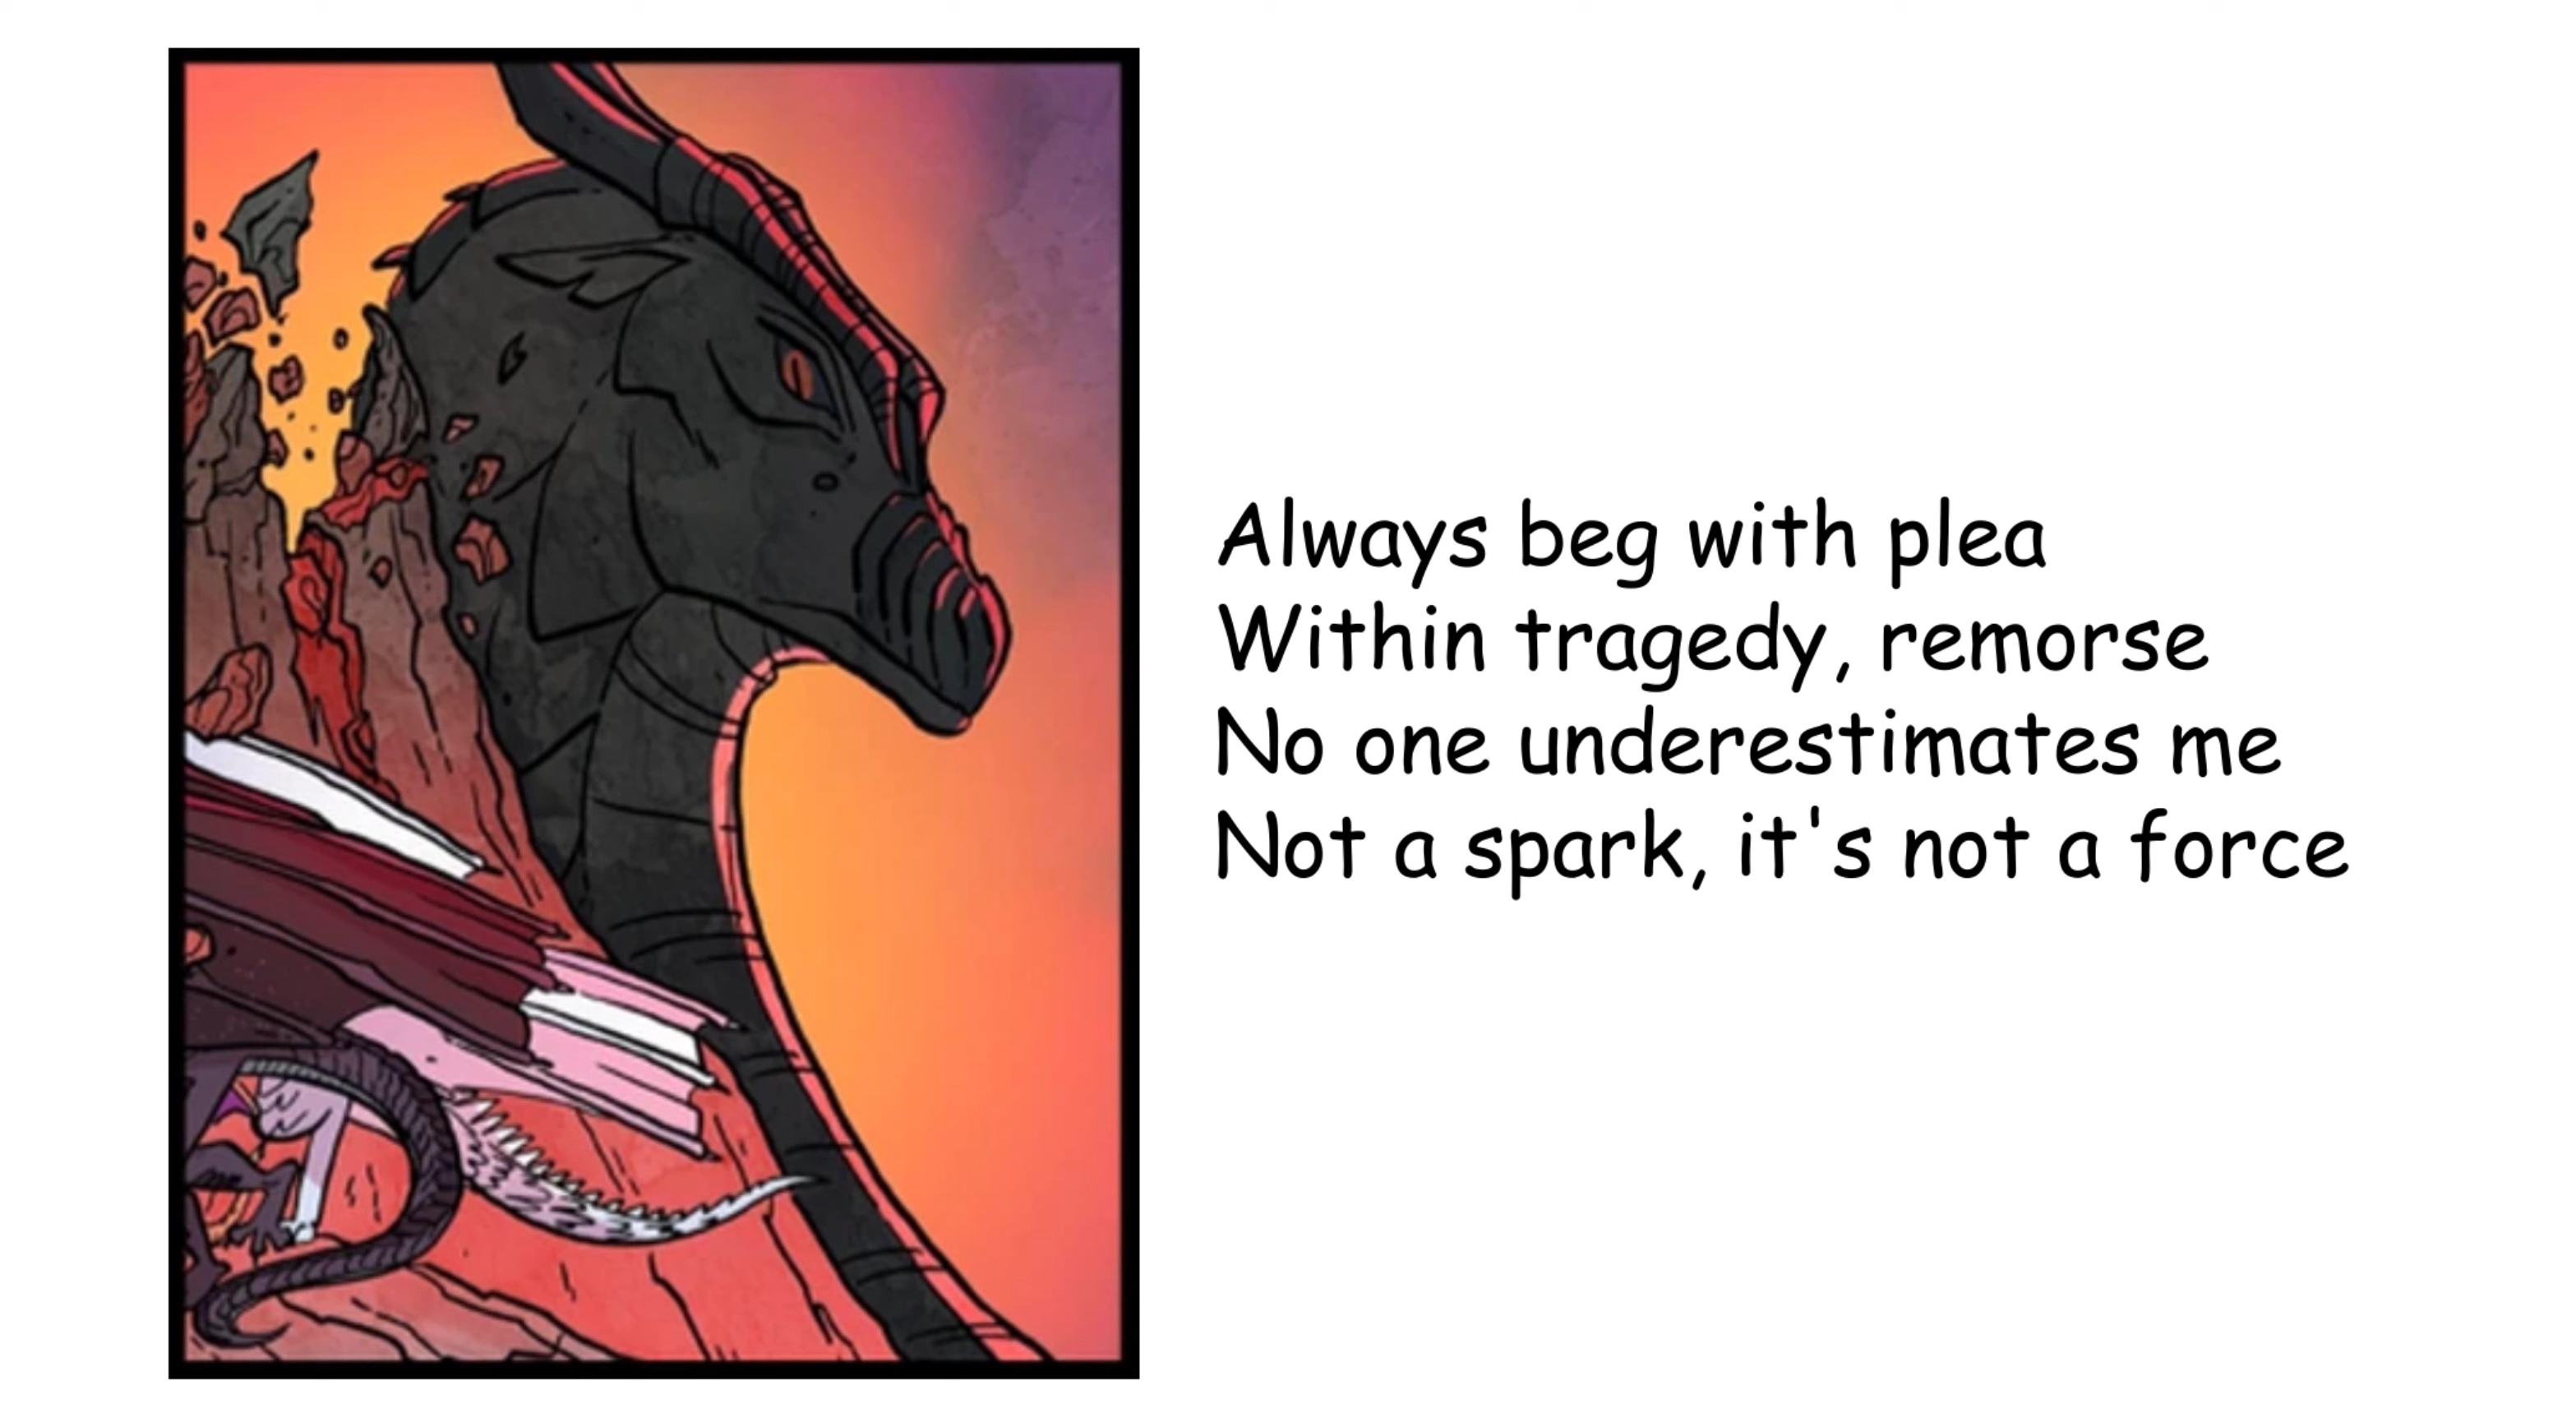 Always beg with plea
Within tragedy, remorse
No one underestimates me
Not a spark, it's not a force